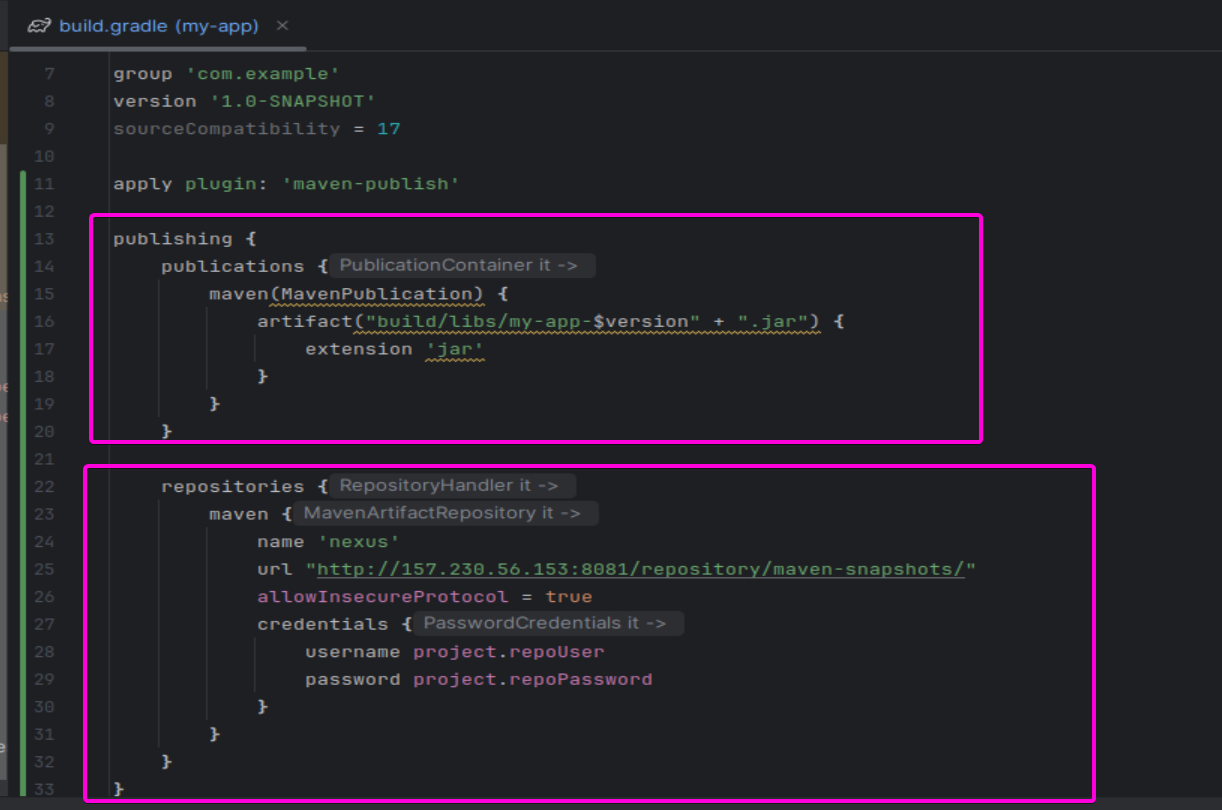 build.gradle (my-app)
7 group 'com.example'
8 version '1.0-SNAPSHOT'
9 sourceCompatibility = 17
10
11 apply plugin: 'maven-publish'
12
13 publishing {
14 publications { PublicationContainer it ->
15 maven(MavenPublication) {
16 artifact("build/libs/my-app-$version" + ".jar") {
17 extension 'jar'
18 }
19 }
20 }
21
22 repositories { RepositoryHandler it ->
23 maven { MavenArtifactRepository it ->
24 name 'nexus'
25 url "http://157.230.56.153:8081/repository/maven-snapshots/"
26 allowInsecureProtocol = true
27 credentials { PasswordCredentials it ->
28 username project.repoUser
29 password project.repoPassword
30 }
31 }
32 }
33 }